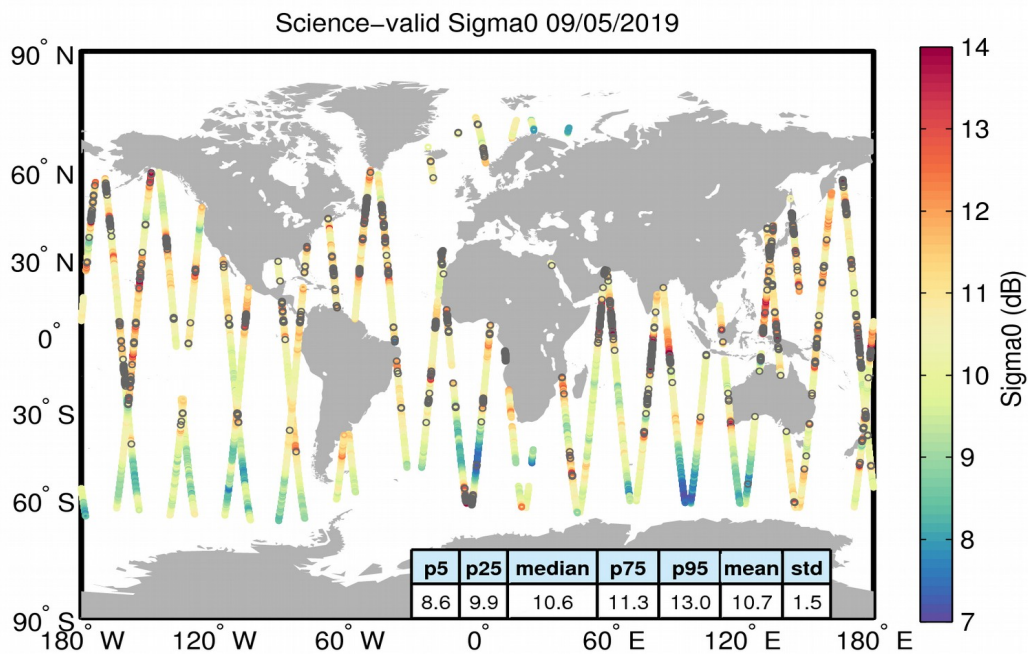 Science−valid Sigma0 09/05/2019
90° N
60° N
30° N
0°
30° S
60° S
90° S
180° W
120° W
60° W
0°
60° E
120° E
180° E
p5 p25 median p75 p95 mean std
8.6 9.9 10.6 11.3 13.0 10.7 1.5
14
13
12
11
10
9
8
7
Sigma0 (dB)